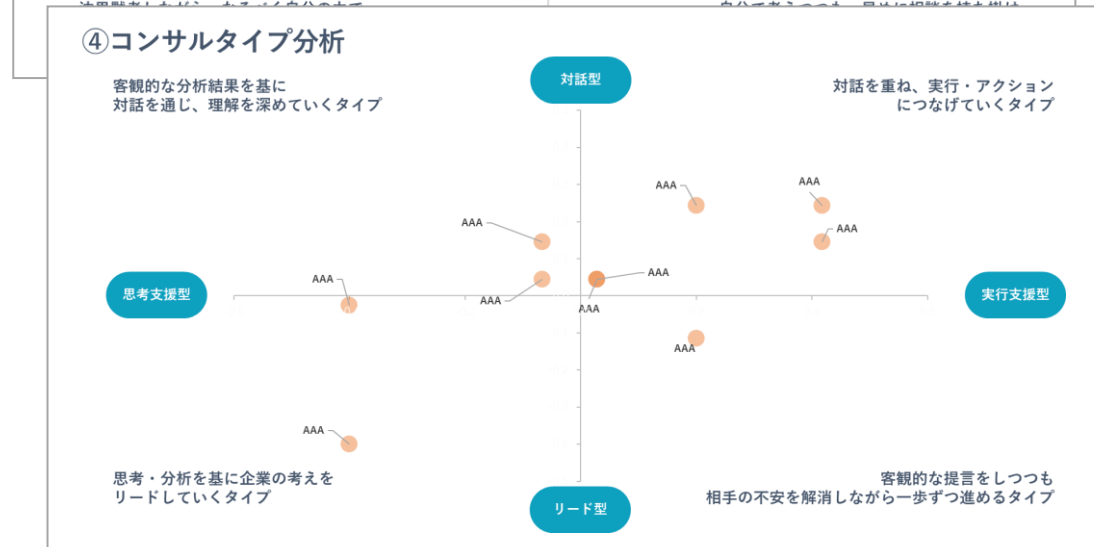 ④コンサルタイプ分析
客観的な分析結果を基に
対話を通じ、理解を深めていくタイプ
対話型
対話を重ね、実行・アクション
につなげていくタイプ
AAA
AAA
AAA
AAA
AAA
AAA
AAA
思考支援型
実行支援型
AAA
AAA
AAA
思考・分析を基に企業の考えを
リードしていくタイプ
リード型
客観的な提言をしつつも
相手の不安を解消しながら一歩ずつ進めるタイプ